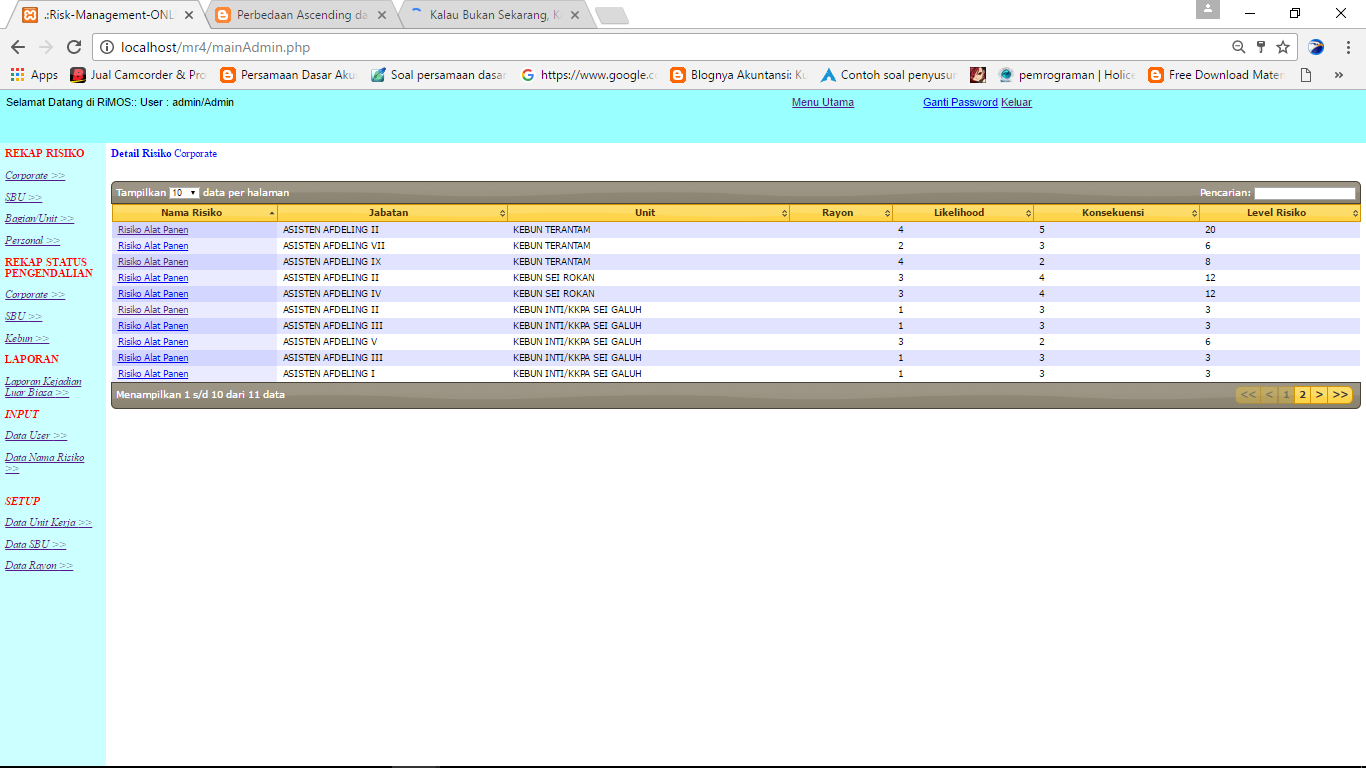 .:Risk-Management-ONL
Perbedaan Ascending da
Kalau Bukan Sekarang, K
localhost/mr4/mainAdmin.php
Apps Jual Camcorder & Pro Persamaan Dasar Aku Soal persamaan dasar https://www.google.c Blognya Akuntansi: Ku Contoh soal penyusun pemrograman | Holic Free Download Mater »
Selamat Datang di RiMOS:: User : admin/Admin Menu Utama Ganti Password Keluar
REKAP RISIKO
Corporate >>
SBU >>
Bagian/Unit >>
Personal >>
REKAP STATUS
PENGENDALIAN
Corporate >>
SBU >>
Kebun >>
LAPORAN
Laporan Kejadian
Luar Biasa >>
INPUT
Data User >>
Data Nama Risiko
>>
SETUP
Data Unit Kerja >>
Data SBU >>
Data Rayon >>
Detail Risiko Corporate
Tampilkan 10 data per halaman Pencarian:
Nama Risiko Jabatan Unit Rayon Likelihood Konsekuensi Level Risiko
Risiko Alat Panen ASISTEN AFDELING II KEBUN TERANTAM 4 5 20
Risiko Alat Panen ASISTEN AFDELING VII KEBUN TERANTAM 2 3 6
Risiko Alat Panen ASISTEN AFDELING IX KEBUN TERANTAM 4 2 8
Risiko Alat Panen ASISTEN AFDELING II KEBUN SEI ROKAN 3 4 12
Risiko Alat Panen ASISTEN AFDELING IV KEBUN SEI ROKAN 3 4 12
Risiko Alat Panen ASISTEN AFDELING II KEBUN INTI/KKPA SEI GALUH 1 3 3
Risiko Alat Panen ASISTEN AFDELING III KEBUN INTI/KKPA SEI GALUH 1 3 3
Risiko Alat Panen ASISTEN AFDELING V KEBUN INTI/KKPA SEI GALUH 3 2 6
Risiko Alat Panen ASISTEN AFDELING III KEBUN INTI/KKPA SEI GALUH 1 3 3
Risiko Alat Panen ASISTEN AFDELING I KEBUN INTI/KKPA SEI GALUH 1 3 3
Menampilkan 1 s/d 10 dari 11 data << < 1 2 > >>